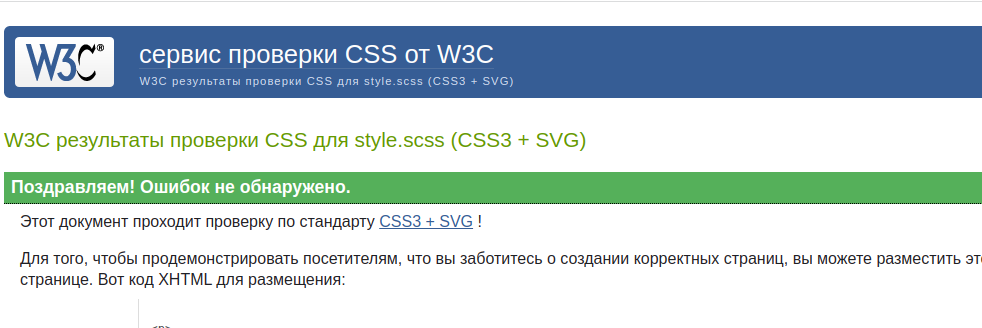 W3C®
сервис проверки CSS от W3C
W3C результаты проверки CSS для style.scss (CSS3 + SVG)
W3C результаты проверки CSS для style.scss (CSS3 + SVG)
Поздравляем! Ошибок не обнаружено.
Этот документ проходит проверку по стандарту CSS3 + SVG !
Для того, чтобы продемонстрировать посетителям, что вы заботитесь о создании корректных страниц, вы можете разместить
странице. Вот код XHTML для размещения: